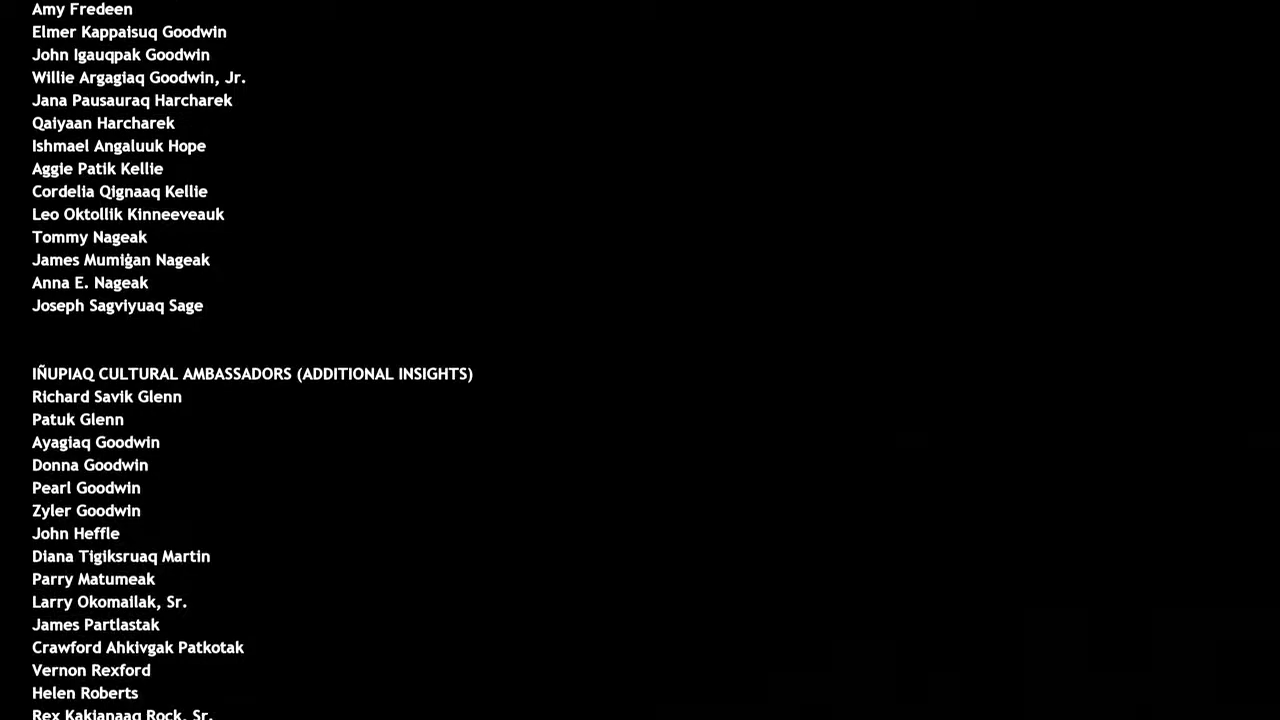 Amy Fredeen
Elmer Kappaisuq Goodwin
John Igauqpak Goodwin
Willie Argagiaq Goodwin, Jr.
Jana Pausauraq Harcharek
Qaiyaan Harcharek
Ishmael Angaluuk Hope
Aggie Patik Kellie
Cordelia Qignaaq Kellie
Leo Oktollik Kinneeveauk
Tommy Nageak
James Mumiġan Nageak
Anna E. Nageak
Joseph Sagviyuaq Sage
IÑUPIAQ CULTURAL AMBASSADORS (ADDITIONAL INSIGHTS)
Richard Savik Glenn
Patuk Glenn
Ayagiaq Goodwin
Donna Goodwin
Pearl Goodwin
Zyler Goodwin
John Heffle
Diana Tigiksruaq Martin
Parry Matumeak
Larry Okomailak, Sr.
James Partlastak
Crawford Ahkivgak Patkotak
Vernon Rexford
Helen Roberts
Rex Kakianaaq Rock, Sr.